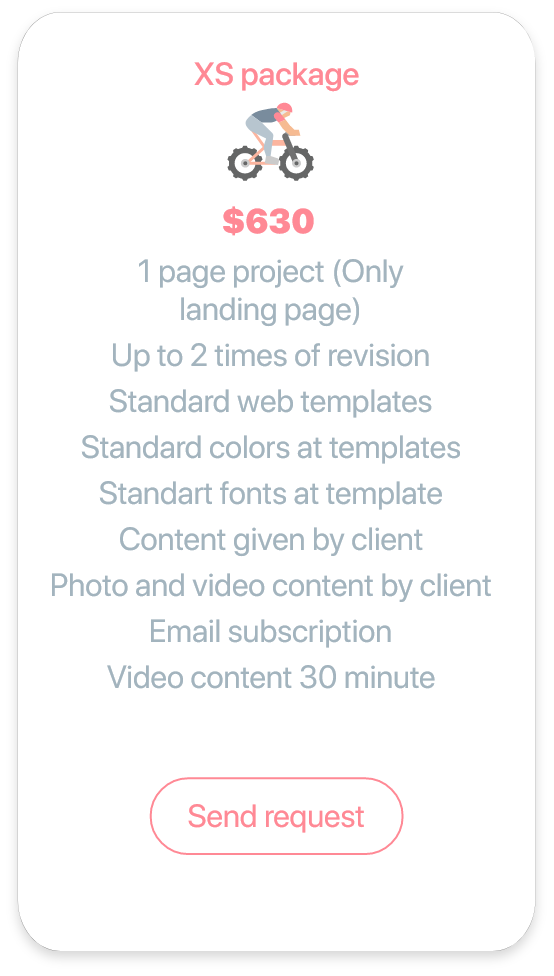 XS package
$630
1 page project (Only
landing page)
Up to 2 times of revision
Standard web templates
Standard colors at templates
Standart fonts at template
Content given by client
Photo and video content by client
Email subscription
Video content 30 minute
Send request